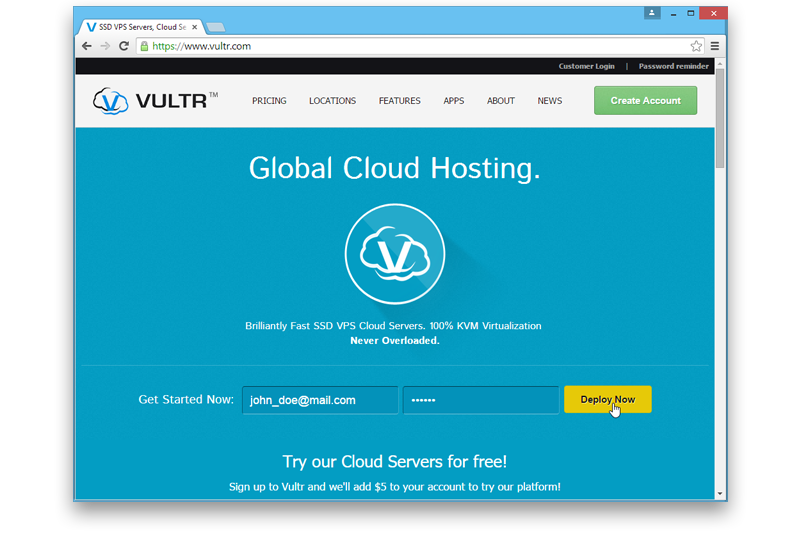 SSD VPS Servers, Cloud Se
https://www.vultr.com
Customer Login | Password reminder
VULTR™ PRICING LOCATIONS FEATURES APPS ABOUT NEWS Create Account
Global Cloud Hosting.
Brilliantly Fast SSD VPS Cloud Servers. 100% KVM Virtualization
Never Overloaded.
Get Started Now: john_doe@mail.com •••••• Deploy Now
Try our Cloud Servers for free!
Sign up to Vultr and we'll add $5 to your account to try our platform!